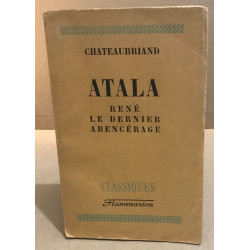 CHATEAUBRIAND
ATALA
RENÉ
LE DERNIER
ABENCÉRAGE
CLASSIQUES
Flammarion